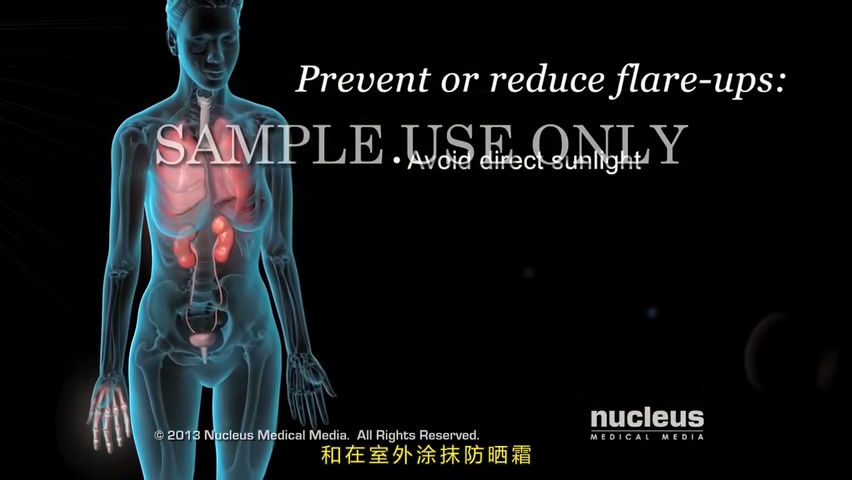 Prevent or reduce flare-ups:
SAMPLE USE ONLY
• Avoid direct sunlight
nucleus
MEDICAL MEDIA
© 2013 Nucleus Medical Media. All Rights Reserved.
和在室外涂抹防晒霜